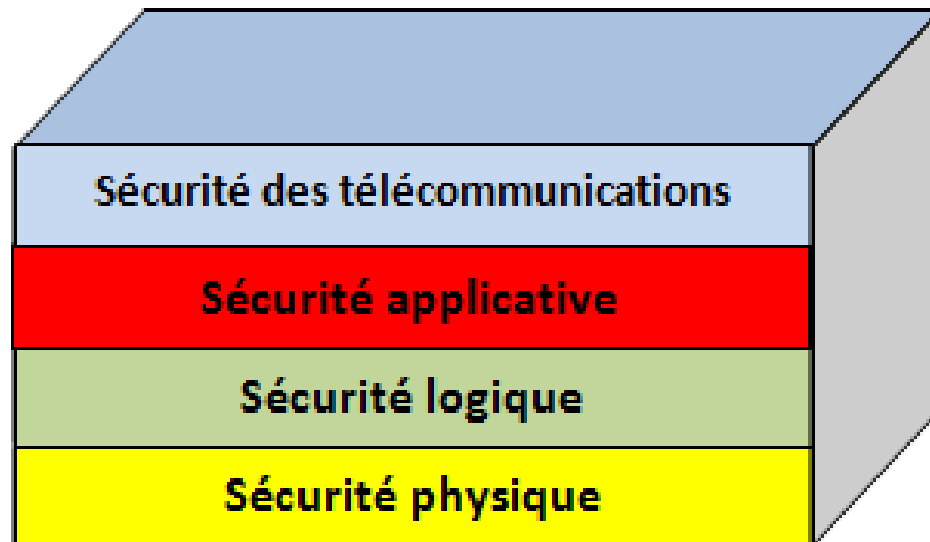 Sécurité des télécommunications
Sécurité applicative
Sécurité logique
Sécurité physique